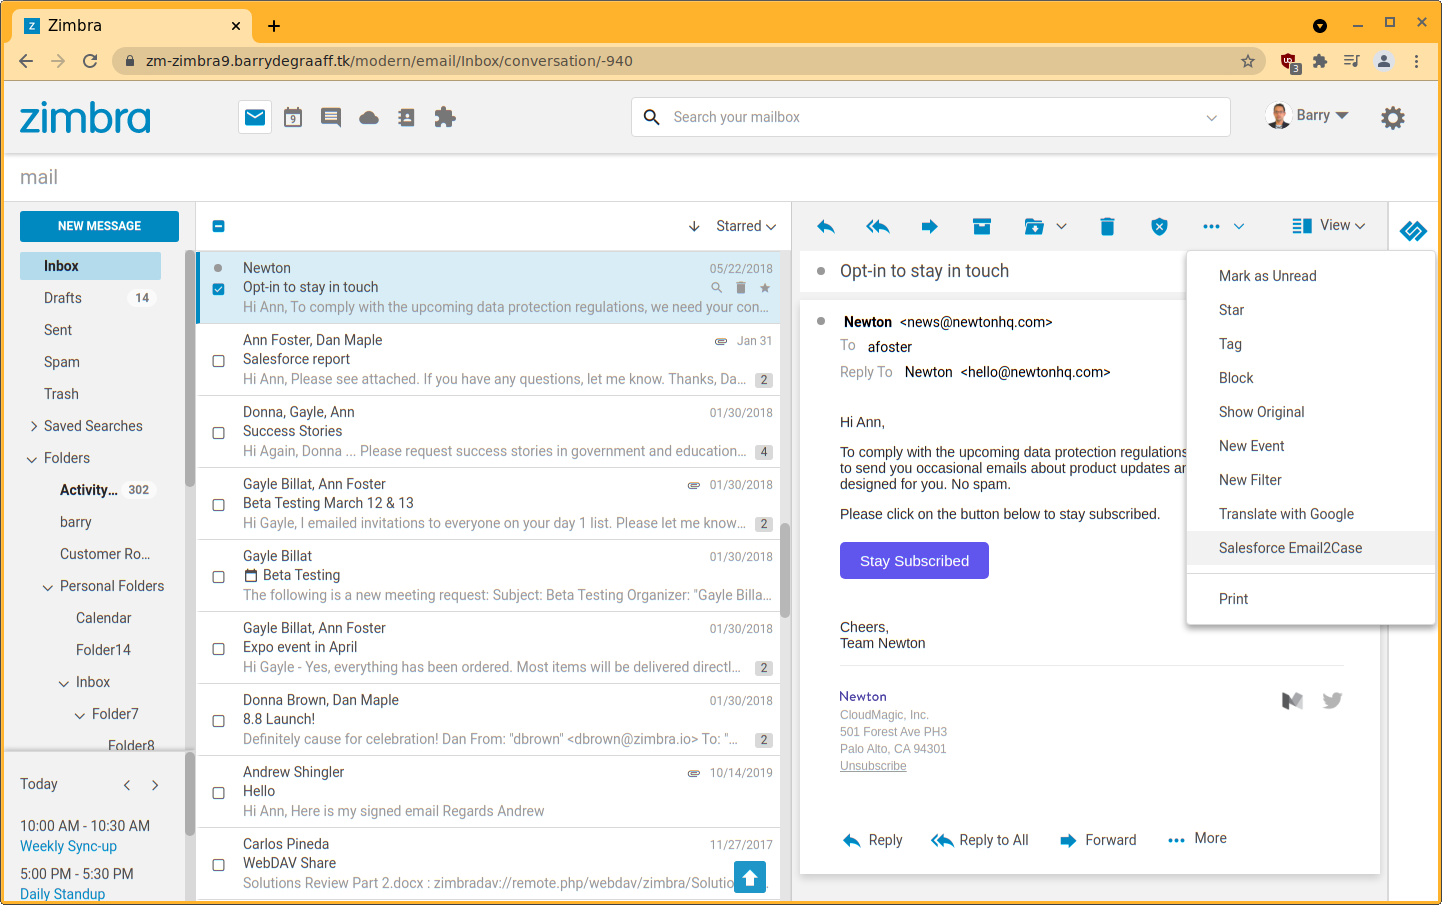 Zimbra
zm-zimbra9.barrydegraaff.tk/modern/email/Inbox/conversation/-940
3
zimbra
9
Search your mailbox
Barry
mail
NEW MESSAGE
Inbox
Drafts 14
Sent
Spam
Trash
Saved Searches
Folders
Activity... 302
barry
Customer Ro...
Personal Folders
Calendar
Folder14
Inbox
Folder7
Folder8
Today
10:00 AM - 10:30 AM
Weekly Sync-up
5:00 PM - 5:30 PM
Daily Standup
Starred
Newton 05/22/2018
Opt-in to stay in touch
Hi Ann, To comply with the upcoming data protection regulations, we need your con...
Ann Foster, Dan Maple Jan 31
Salesforce report
Hi Ann, Please see attached. If you have any questions, let me know. Thanks, Da... 2
Donna, Gayle, Ann 01/30/2018
Success Stories
Hi Again, Donna ... Please request success stories in government and education... 4
Gayle Billat, Ann Foster 01/30/2018
Beta Testing March 12 & 13
Hi Gayle, I emailed invitations to everyone on your day 1 list. Please let me know... 2
Gayle Billat 01/30/2018
Beta Testing
The following is a new meeting request: Subject: Beta Testing Organizer: "Gayle Billa...
Gayle Billat, Ann Foster 01/30/2018
Expo event in April
Hi Gayle - Yes, everything has been ordered. Most items will be delivered directl... 2
Donna Brown, Dan Maple 01/30/2018
8.8 Launch!
Definitely cause for celebration! Dan From: "dbrown" <dbrown@zimbra.io> To: "... 2
Andrew Shingler 10/14/2019
Hello
Hi Ann, Here is my signed email Regards Andrew
Carlos Pineda 11/27/2017
WebDAV Share
Solutions Review Part 2.docx : zimbradav://remote.php/webdav/zimbra/Solutio
View
Opt-in to stay in touch
Newton <news@newtonhq.com>
To afoster
Reply To Newton <hello@newtonhq.com>
Hi Ann,
To comply with the upcoming data protection regulations
to send you occasional emails about product updates a
designed for you. No spam.
Please click on the button below to stay subscribed.
Stay Subscribed
Cheers,
Team Newton
Newton
CloudMagic, Inc.
501 Forest Ave PH3
Palo Alto, CA 94301
Unsubscribe
Reply Reply to All Forward More
Mark as Unread
Star
Tag
Block
Show Original
New Event
New Filter
Translate with Google
Salesforce Email2Case
Print